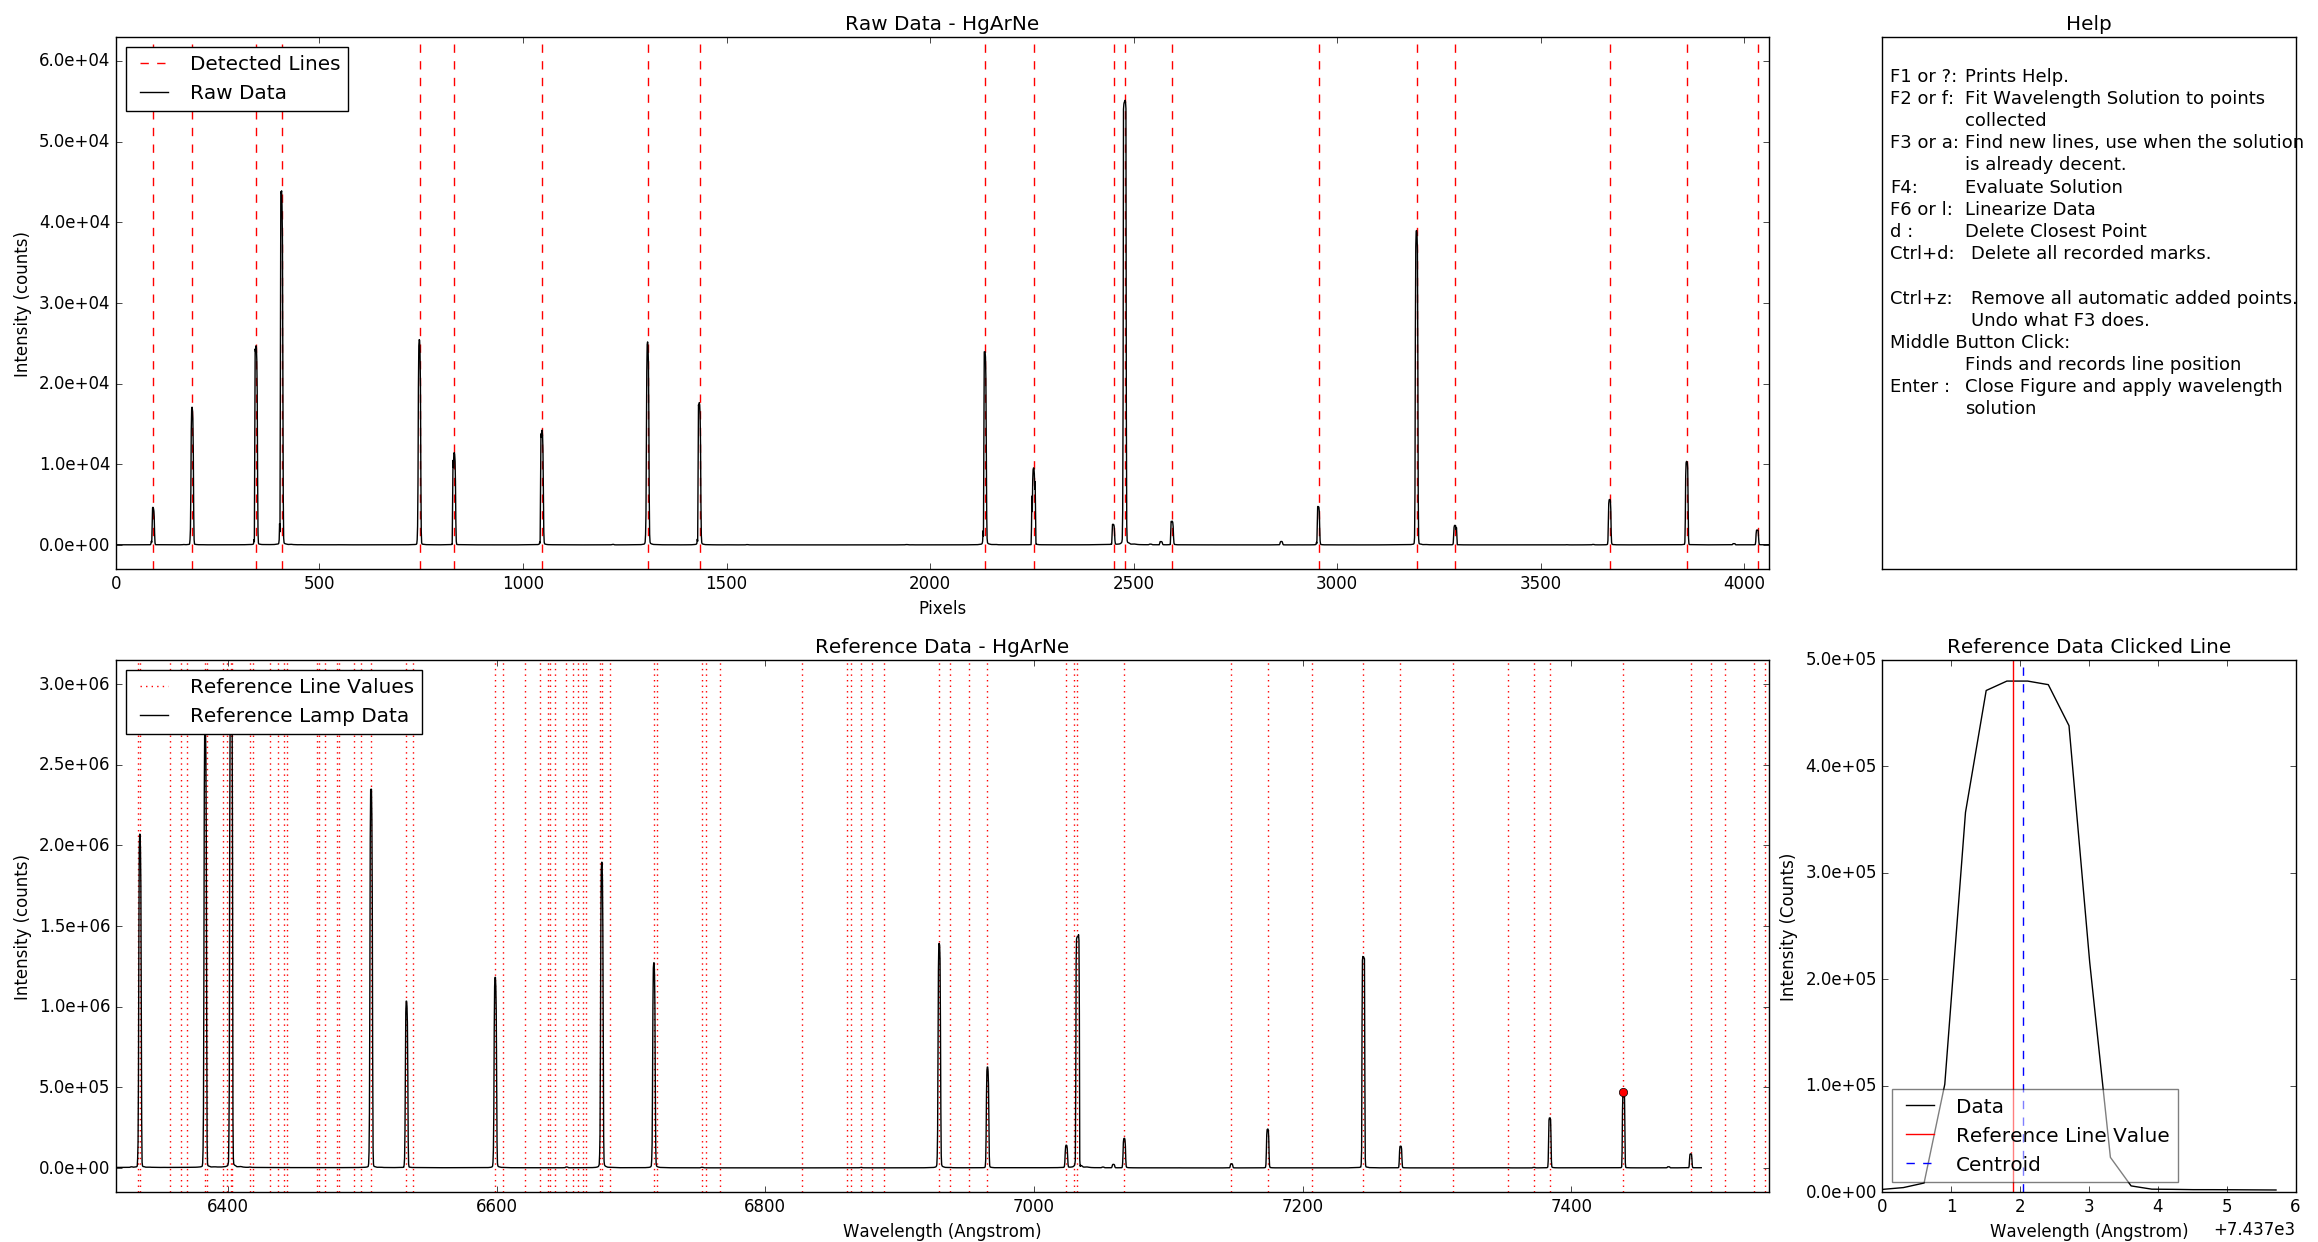 Raw Data - HgArNe
Detected Lines
Raw Data
6.0e+04
5.0e+04
4.0e+04
3.0e+04
2.0e+04
1.0e+04
0.0e+00
Intensity (counts)
0 500 1000 1500 2000 2500 3000 3500 4000
Pixels
Help
F1 or ?: Prints Help.
F2 or f: Fit Wavelength Solution to points
collected
F3 or a: Find new lines, use when the solution
is already decent.
F4: Evaluate Solution
F6 or l: Linearize Data
d : Delete Closest Point
Ctrl+d: Delete all recorded marks.
Ctrl+z: Remove all automatic added points.
Undo what F3 does.
Middle Button Click:
Finds and records line position
Enter : Close Figure and apply wavelength
solution
Reference Data - HgArNe
Reference Line Values
Reference Lamp Data
3.0e+06
2.5e+06
2.0e+06
1.5e+06
1.0e+06
5.0e+05
0.0e+00
Intensity (counts)
6400 6600 6800 7000 7200 7400
Wavelength (Angstrom)
Reference Data Clicked Line
5.0e+05
4.0e+05
3.0e+05
2.0e+05
1.0e+05
0.0e+00
Intensity (Counts)
Data
Reference Line Value
Centroid
0 1 2 3 4 5 6
Wavelength (Angstrom)
+7.437e3